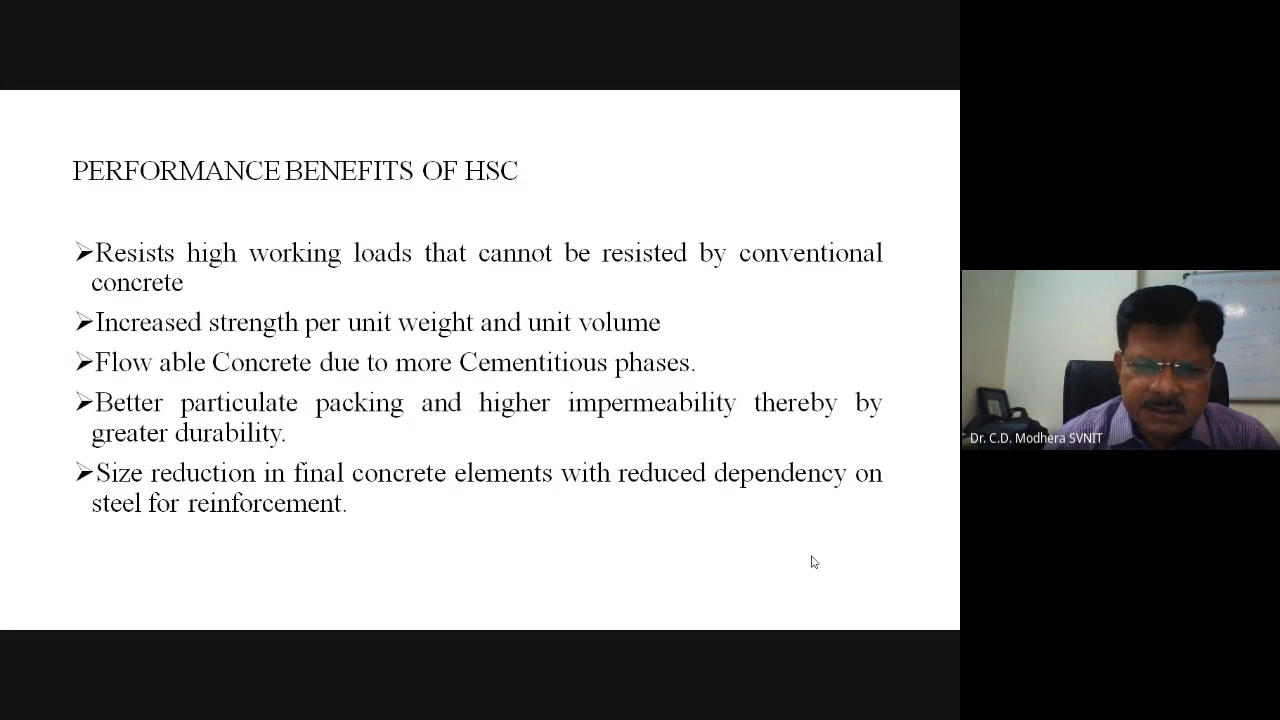 PERFORMANCE BENEFITS OF HSC
➢Resists high working loads that cannot be resisted by conventional
concrete
➢Increased strength per unit weight and unit volume
➢Flow able Concrete due to more Cementitious phases.
➢Better particulate packing and higher impermeability thereby by
greater durability.
➢Size reduction in final concrete elements with reduced dependency on
steel for reinforcement.
Dr. C.D. Modhera SVNIT